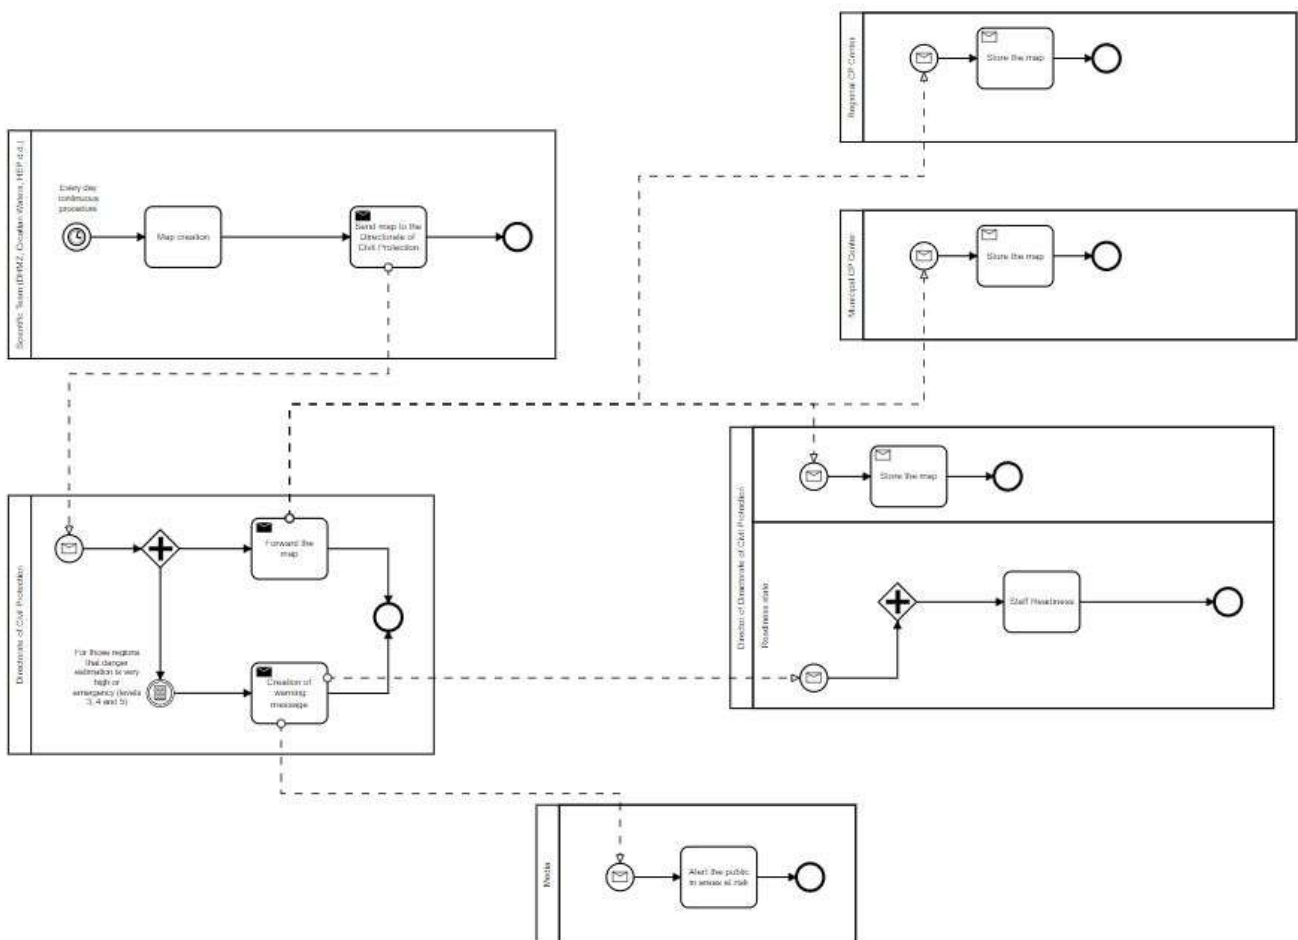 Regional CP Center
Store the map
Scientific Team (DHMZ, Croatian Waters, HEP d.d.)
Every day
continuous
procedure
Map creation
Send map to the
Directorate of
Civil Protection
Municipal CP Center
Store the map
Director of Directorate of Civil Protection
Store the map
Readiness state
Staff Readiness
Directorate of Civil Protection
Forward the
map
For those regions
that danger
estimation is very
high or
emergency (levels
3, 4 and 5)
Creation of
warning
message
Media
Alert the public
in areas at risk